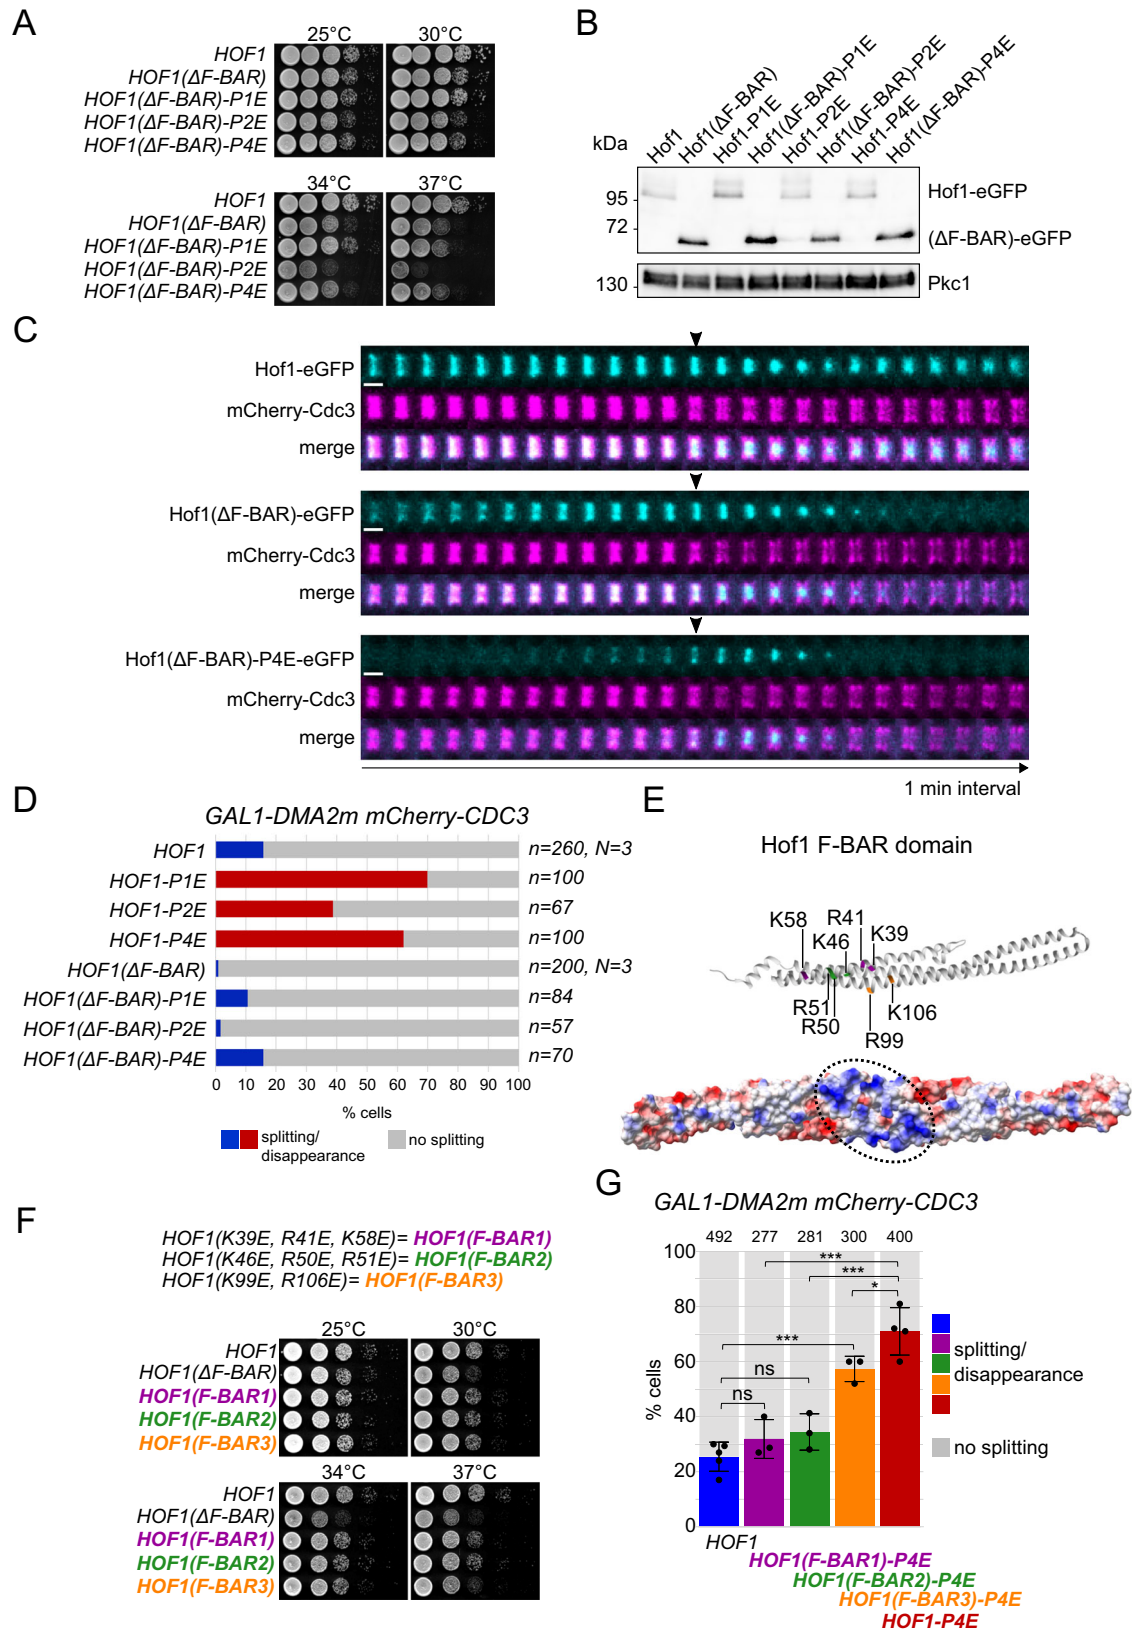 A
25°C 30°C
HOF1
HOF1(ΔF-BAR)
HOF1(ΔF-BAR)-P1E
HOF1(ΔF-BAR)-P2E
HOF1(ΔF-BAR)-P4E
34°C 37°C
HOF1
HOF1(ΔF-BAR)
HOF1(ΔF-BAR)-P1E
HOF1(ΔF-BAR)-P2E
HOF1(ΔF-BAR)-P4E
B
Hof1
Hof1(ΔF-BAR)
Hof1-P1E
Hof1(ΔF-BAR)-P1E
Hof1-P2E
Hof1(ΔF-BAR)-P2E
Hof1-P4E
Hof1(ΔF-BAR)-P4E
kDa
95
72
130
Hof1-eGFP
(ΔF-BAR)-eGFP
Pkc1
C
Hof1-eGFP
mCherry-Cdc3
merge
Hof1(ΔF-BAR)-eGFP
mCherry-Cdc3
merge
Hof1(ΔF-BAR)-P4E-eGFP
mCherry-Cdc3
merge
1 min interval
D
GAL1-DMA2m mCherry-CDC3
HOF1 n=260, N=3
HOF1-P1E n=100
HOF1-P2E n=67
HOF1-P4E n=100
HOF1(ΔF-BAR) n=200, N=3
HOF1(ΔF-BAR)-P1E n=84
HOF1(ΔF-BAR)-P2E n=57
HOF1(ΔF-BAR)-P4E n=70
0 10 20 30 40 50 60 70 80 90 100
% cells
splitting/
disappearance
no splitting
E
Hof1 F-BAR domain
K58
R41
K46
K39
R51
R50
K106
R99
F
HOF1(K39E, R41E, K58E)= HOF1(F-BAR1)
HOF1(K46E, R50E, R51E)= HOF1(F-BAR2)
HOF1(K99E, R106E)= HOF1(F-BAR3)
25°C 30°C
HOF1
HOF1(ΔF-BAR)
HOF1(F-BAR1)
HOF1(F-BAR2)
HOF1(F-BAR3)
34°C 37°C
HOF1
HOF1(ΔF-BAR)
HOF1(F-BAR1)
HOF1(F-BAR2)
HOF1(F-BAR3)
G
GAL1-DMA2m mCherry-CDC3
492 277 281 300 400
100
80
60
40
20
0
% cells
***
***
*
***
ns
ns
splitting/
disappearance
no splitting
HOF1
HOF1(F-BAR1)-P4E
HOF1(F-BAR2)-P4E
HOF1(F-BAR3)-P4E
HOF1-P4E